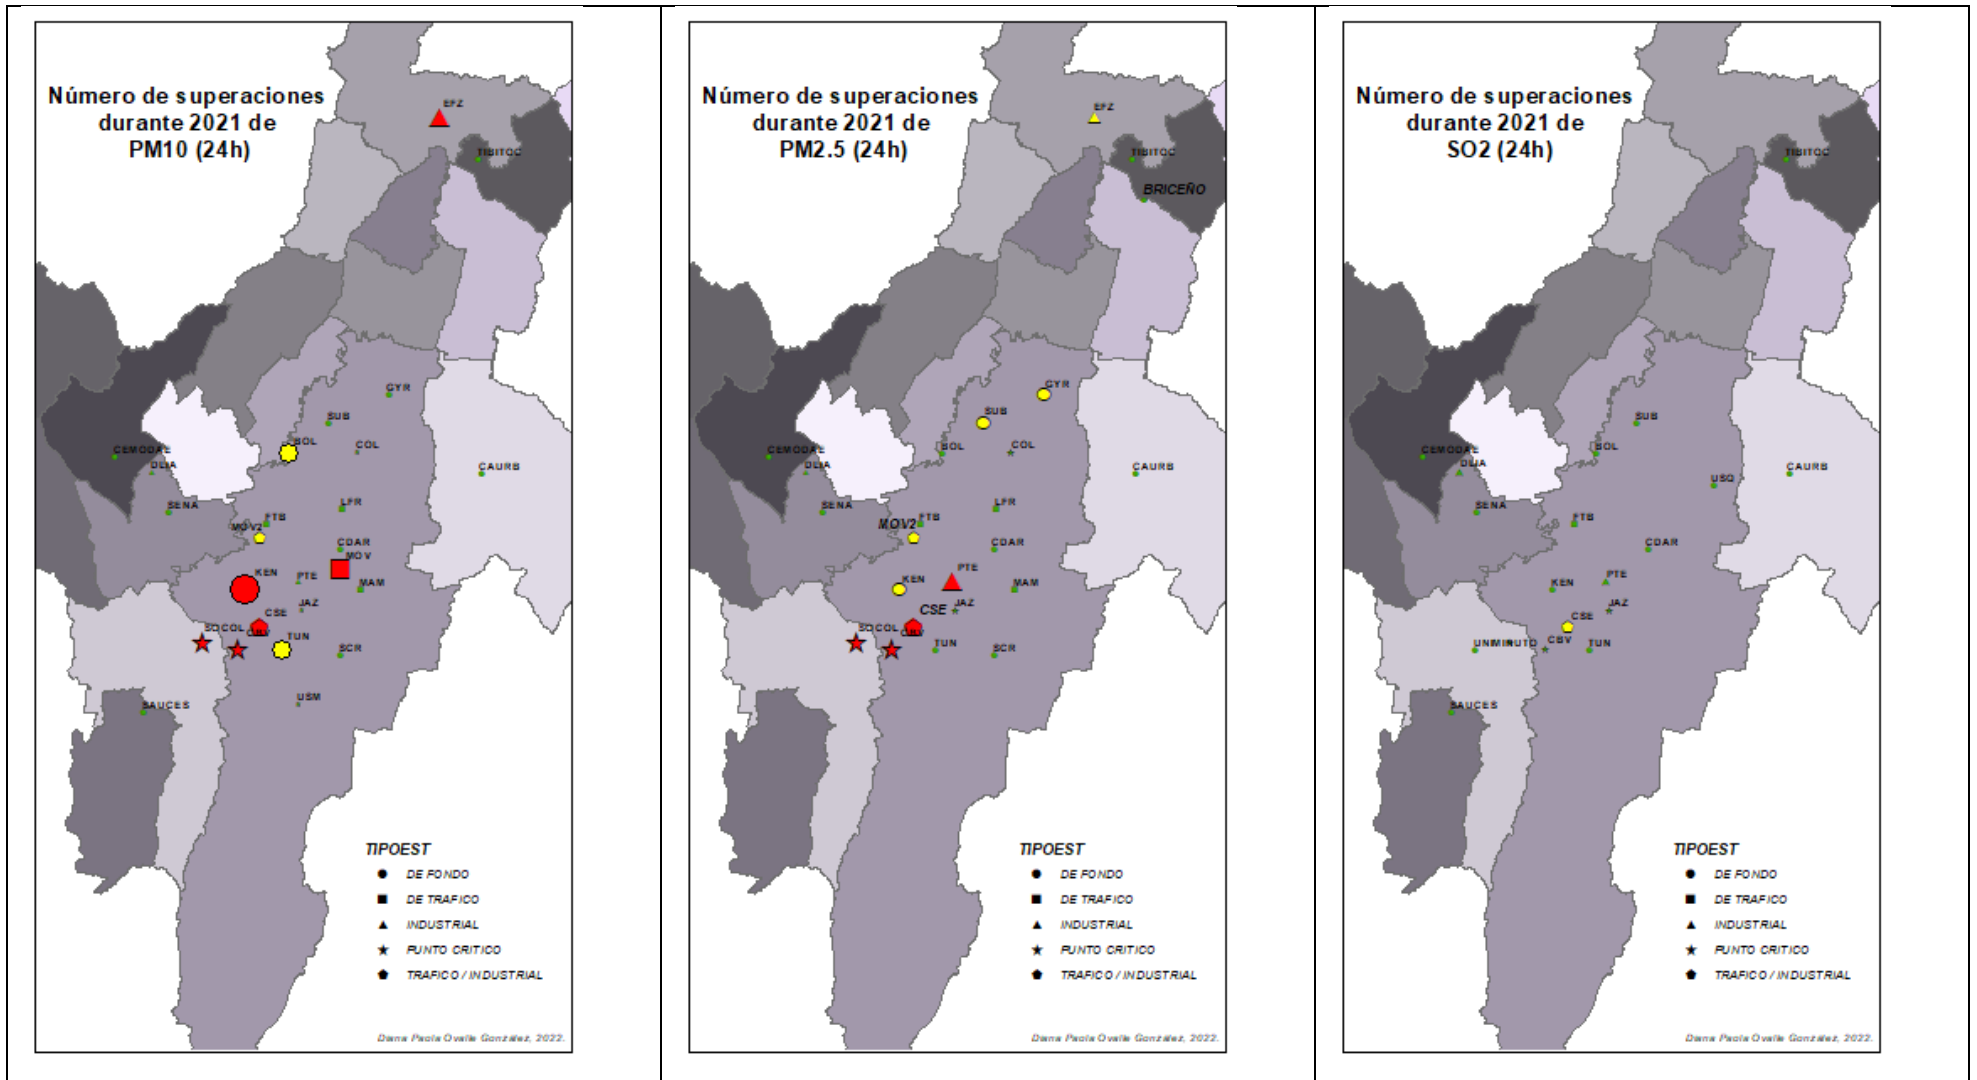 Número de superaciones
durante 2021 de
PM10 (24h)
EFZ
TIBITOC
GYR
SUB
BOL
COL
CEMODAE
DLIA
CAURB
SENA
LFR
FTB
MOV2
CDAR
MOV
KEN
PTE
MAM
JAZ
CSE
SOCOL
CBV
TUN
SCR
USM
SAUCES
TIPOEST
DE FONDO
DE TRAFICO
INDUSTRIAL
PUNTO CRITICO
TRAFICO / INDUSTRIAL
Diana Paola Ovalle González, 2022.
Número de superaciones
durante 2021 de
PM2.5 (24h)
EFZ
TIBITOC
BRICEÑO
GYR
SUB
BOL
COL
CEMODAE
DLIA
CAURB
SENA
LFR
MOV2
FTB
CDAR
PTE
KEN
MAM
JAZ
CSE
SOCOL
CBV
TUN
SCR
TIPOEST
DE FONDO
DE TRAFICO
INDUSTRIAL
PUNTO CRITICO
TRAFICO / INDUSTRIAL
Diana Paola Ovalle González, 2022.
Número de superaciones
durante 2021 de
SO2 (24h)
TIBITOC
SUB
BOL
CEMODAE
DLIA
CAURB
USQ
SENA
FTB
CDAR
KEN
PTE
JAZ
CSE
UNIMINUTO
CBV
TUN
SAUCES
TIPOEST
DE FONDO
DE TRAFICO
INDUSTRIAL
PUNTO CRITICO
TRAFICO / INDUSTRIAL
Diana Paola Ovalle González, 2022.